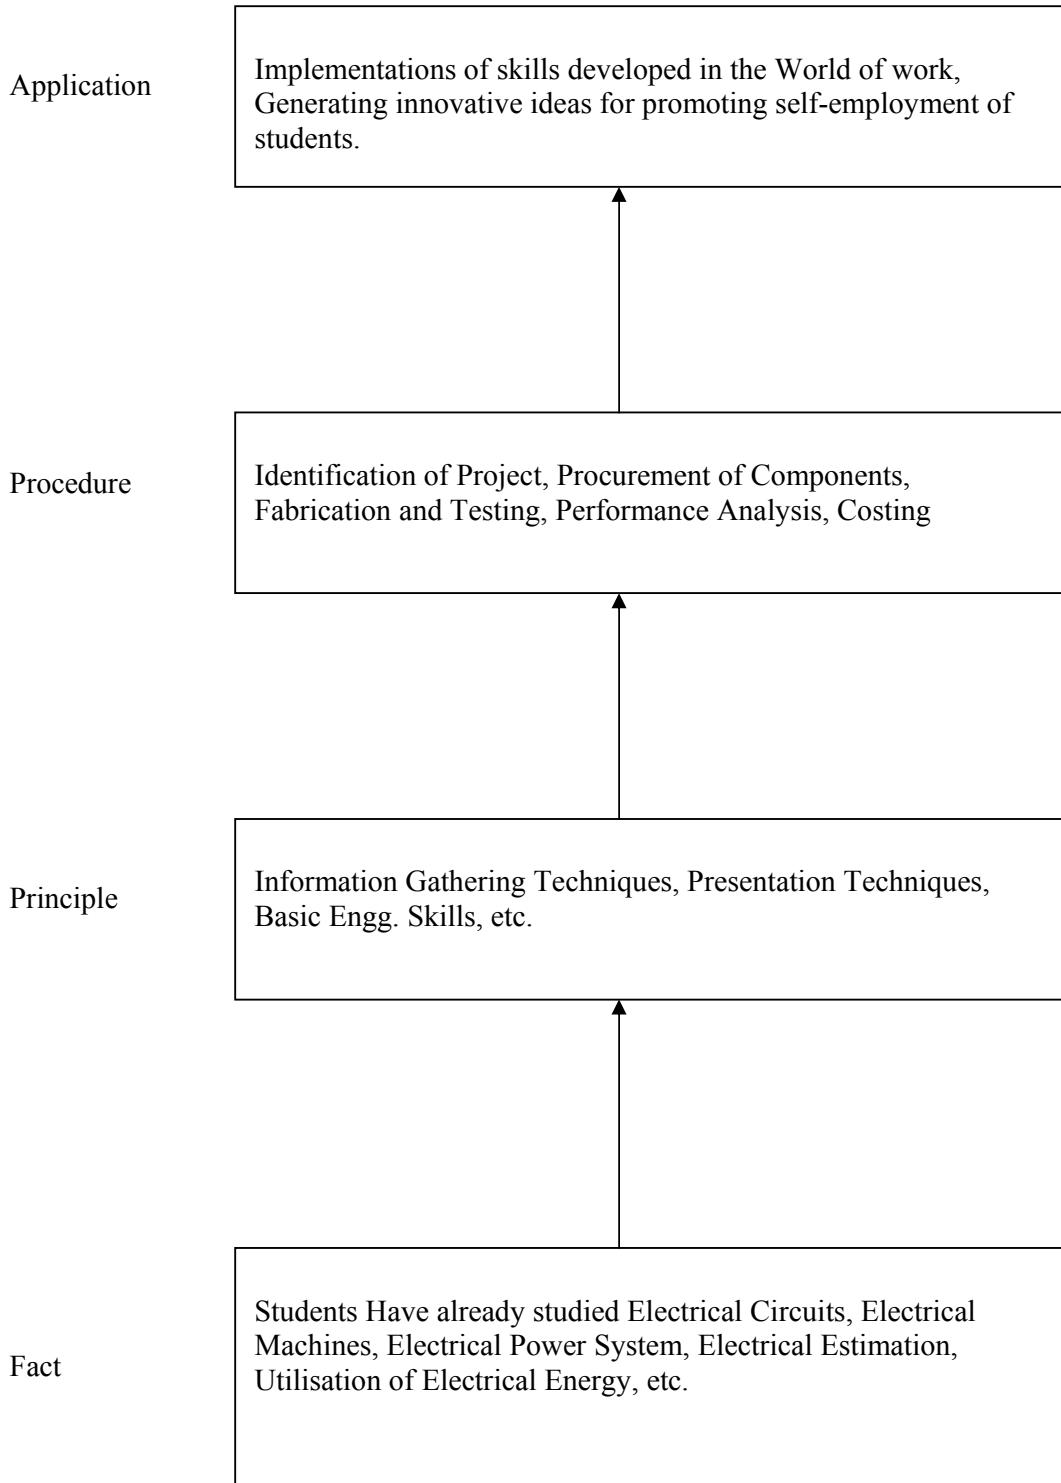 Application
Implementations of skills developed in the World of work,
Generating innovative ideas for promoting self-employment of
students.
Procedure
Identification of Project, Procurement of Components,
Fabrication and Testing, Performance Analysis, Costing
Principle
Information Gathering Techniques, Presentation Techniques,
Basic Engg. Skills, etc.
Fact
Students Have already studied Electrical Circuits, Electrical
Machines, Electrical Power System, Electrical Estimation,
Utilisation of Electrical Energy, etc.